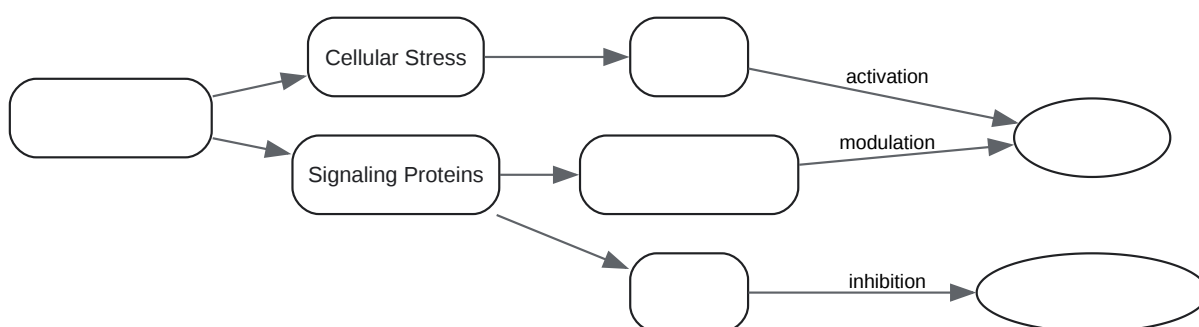 Cellular Stress
activation
modulation
Signaling Proteins
inhibition